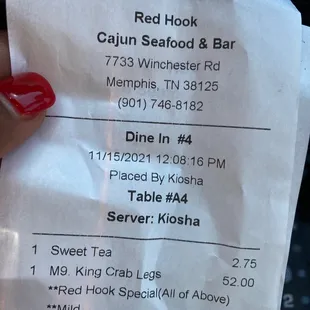 Red Hook
Cajun Seafood & Bar
7733 Winchester Rd
Memphis, TN 38125
(901) 746-8182
Dine In #4
11/15/2021 12:08:16 PM
Placed By Kiosha
Table #A4
Server: Kiosha
1 Sweet Tea 2.75
1 M9. King Crab Legs 52.00
**Red Hook Special(All of Above)
**Mild